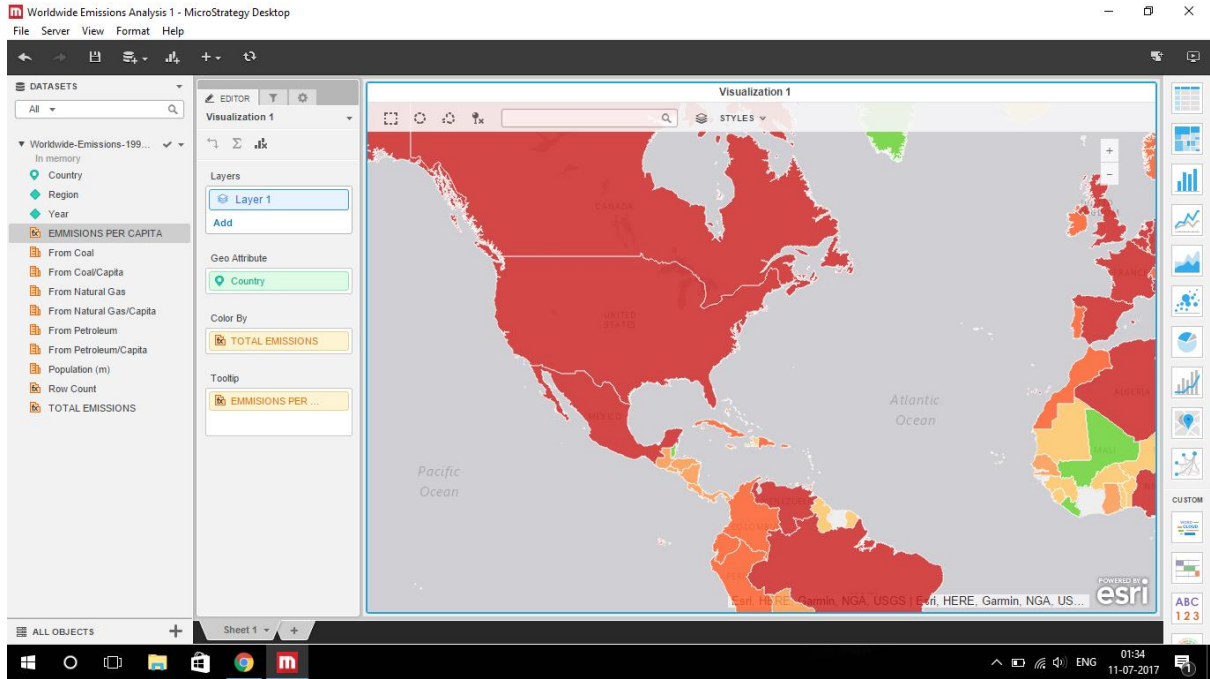 Worldwide Emissions Analysis 1 - MicroStrategy Desktop
File Server View Format Help
DATASETS
All
Worldwide-Emissions-199...
In memory
Country
Region
Year
EMMISIONS PER CAPITA
From Coal
From Coal/Capita
From Natural Gas
From Natural Gas/Capita
From Petroleum
From Petroleum/Capita
Population (m)
Row Count
TOTAL EMISSIONS
ALL OBJECTS
EDITOR
Visualization 1
Layers
Layer 1
Add
Geo Attribute
Country
Color By
TOTAL EMISSIONS
Tooltip
EMMISIONS PER ...
Visualization 1
STYLES
CANADA
UNITED
STATES
MEXICO
FRANCE
ALGERIA
MALI
VENEZUELA
COLOMBIA
PERU
Atlantic
Ocean
Pacific
Ocean
POWERED BY
esri
Esri, HERE, Garmin, NGA, USGS | Esri, HERE, Garmin, NGA, US...
CUSTOM
ABC
123
Sheet 1
ENG
01:34
11-07-2017